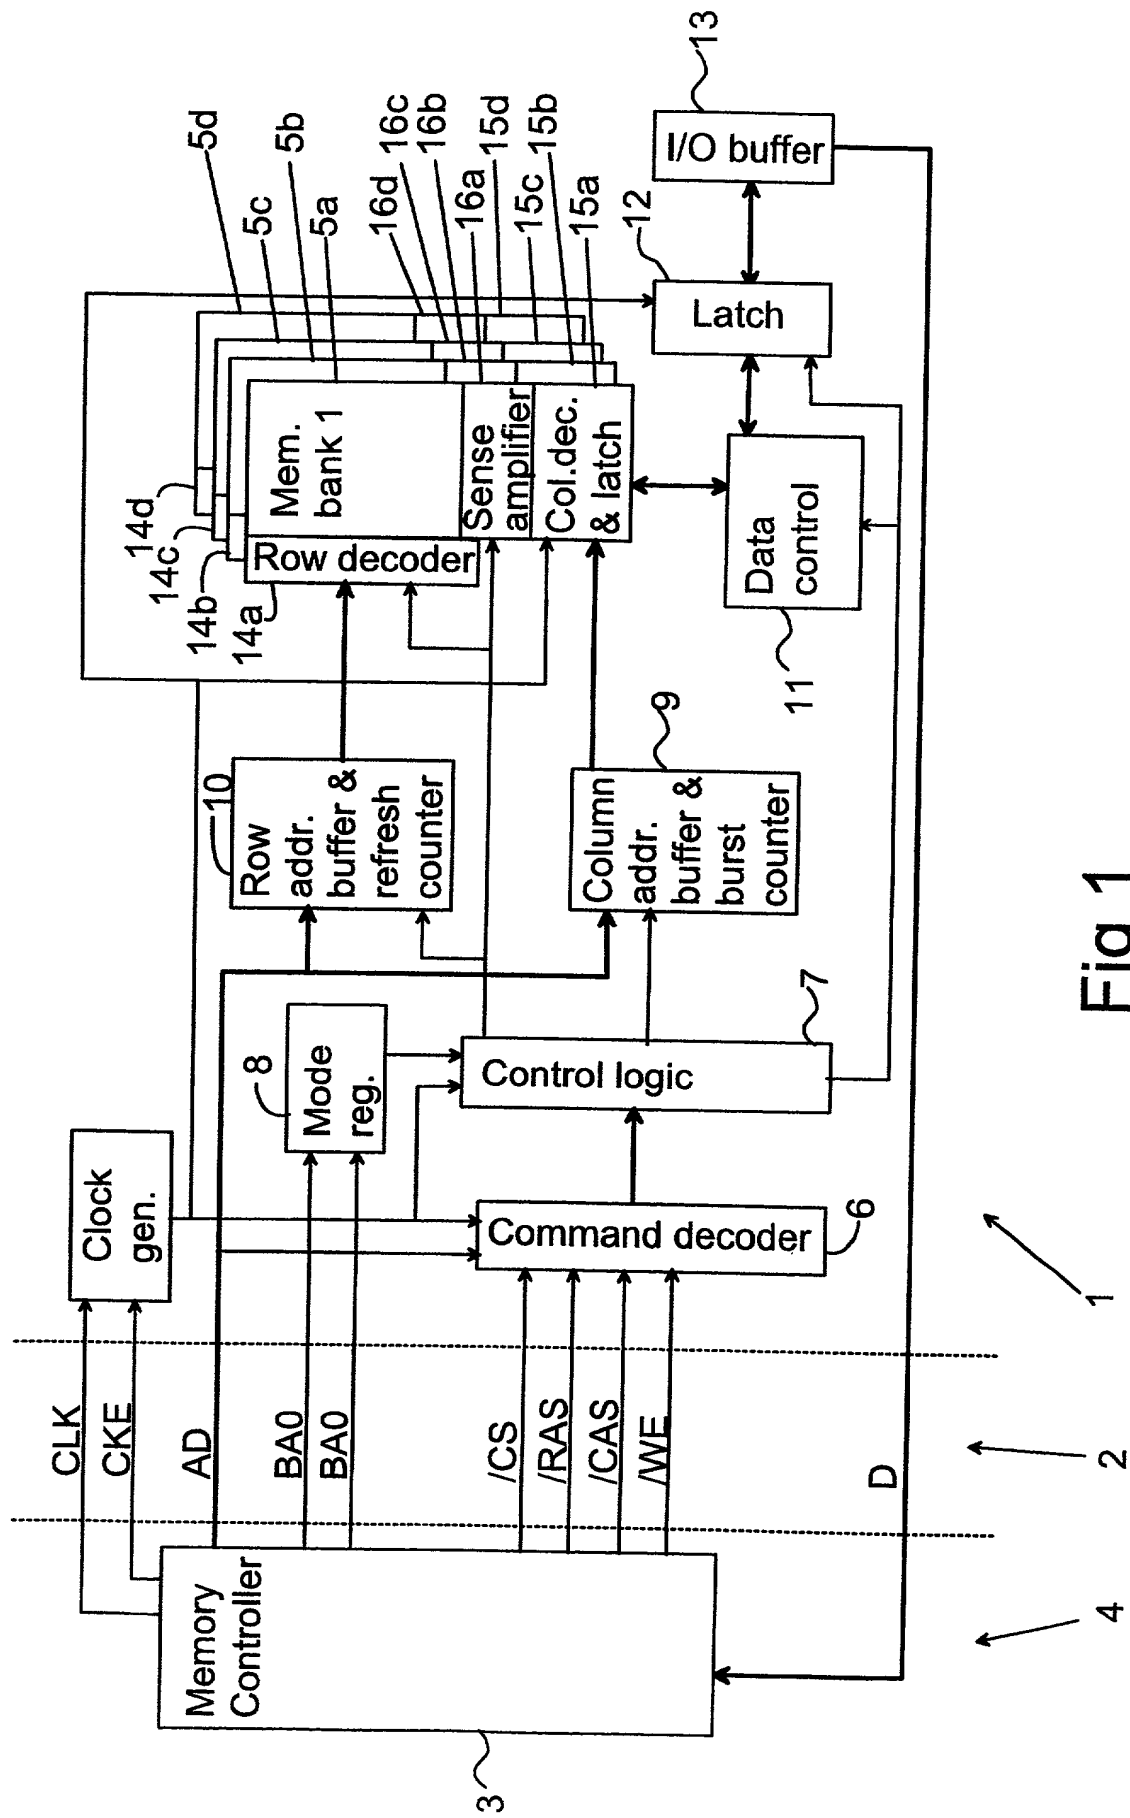 CLK
CKE
AD
BA0
BA0
/CS
/RAS
/CAS
/WE
D
Memory
Controller
3
4
2
1
Clock
gen.
8
Mode
reg.
Command decoder
6
Control logic
7
10
Row
addr.
buffer &
refresh
counter
Column
addr.
buffer &
burst
counter
9
14d
14c
14b
14a
Row decoder
Mem.
bank 1
Sense
amplifier
Col.dec.
& latch
5d
5c
5b
5a
16d
16c
16b
16a
15d
15c
15b
15a
Data
control
11
Latch
12
I/O buffer
13
Fig 1